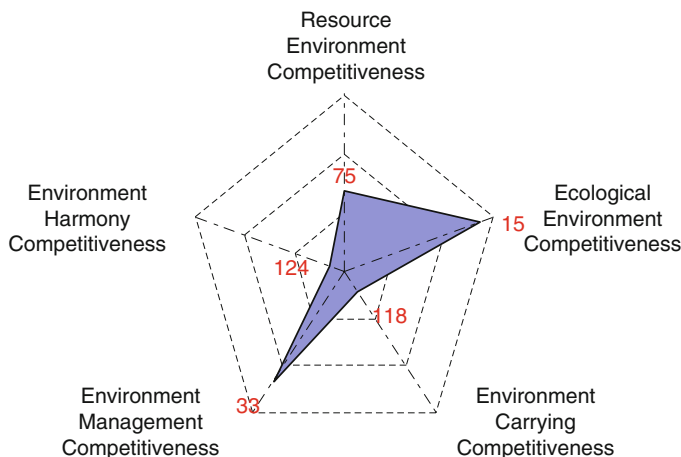 Resource
Environment
Competitiveness
75
Ecological
Environment
Competitiveness
15
Environment
Harmony
Competitiveness
124
118
Environment
Management
Competitiveness
33
Environment
Carrying
Competitiveness